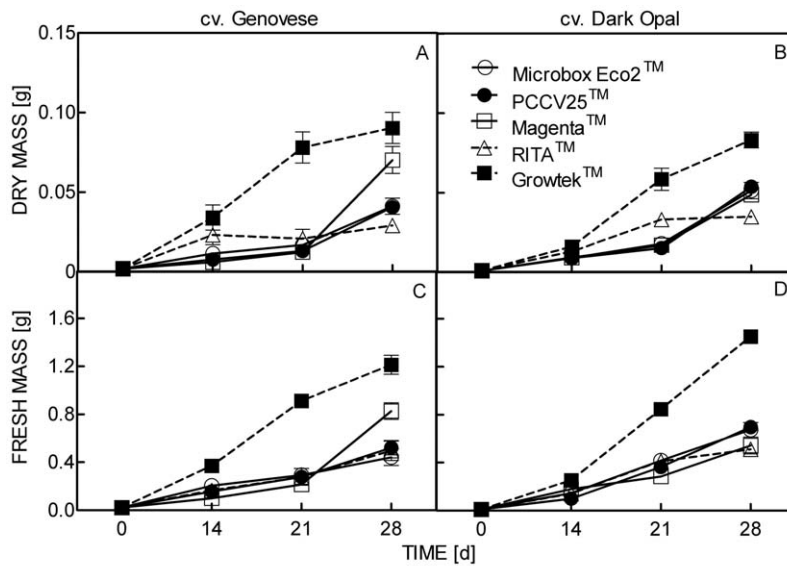 cv. Genovese
cv. Dark Opal
DRY MASS [g]
0.15
0.10
0.05
0
A
B
Microbox Eco2™
PCCV25™
Magenta™
RITA™
Growtek™
FRESH MASS [g]
1.6
1.2
0.8
0.4
0.0
C
D
0 14 21 28
0 14 21 28
TIME [d]